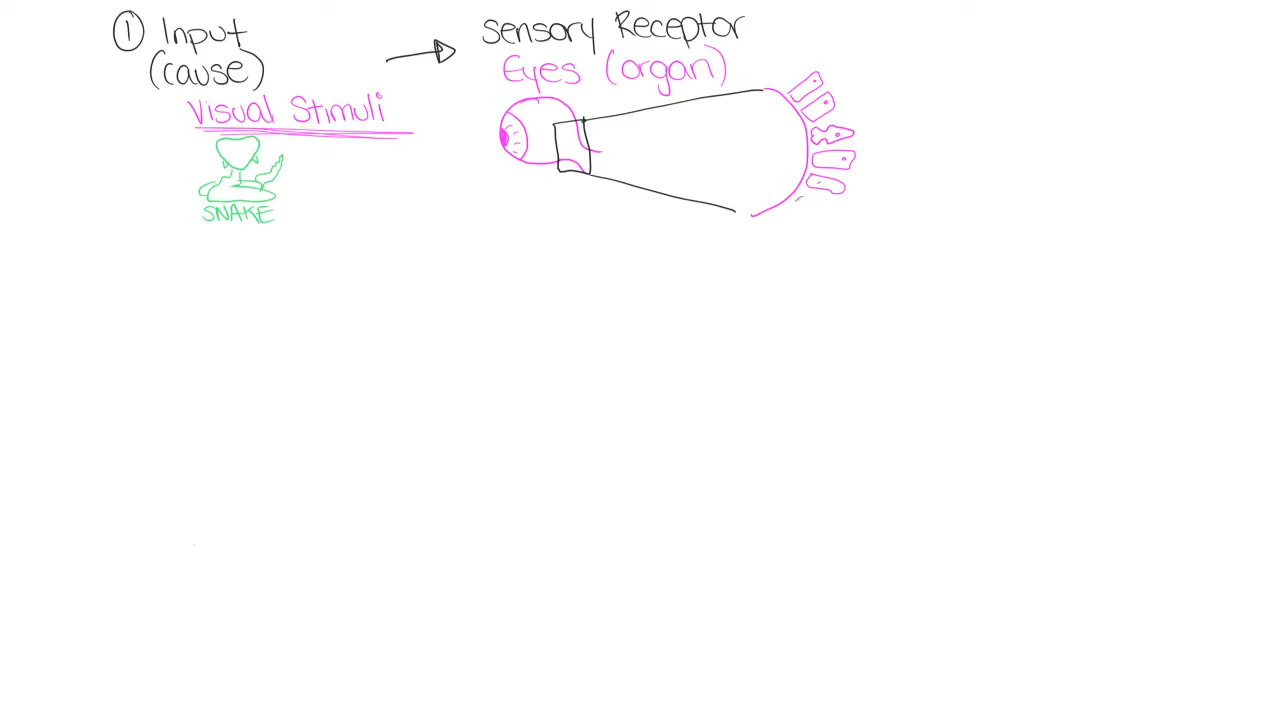 ① Input
(cause)
Visual Stimuli
SNAKE
Sensory Receptor
Eyes (organ)